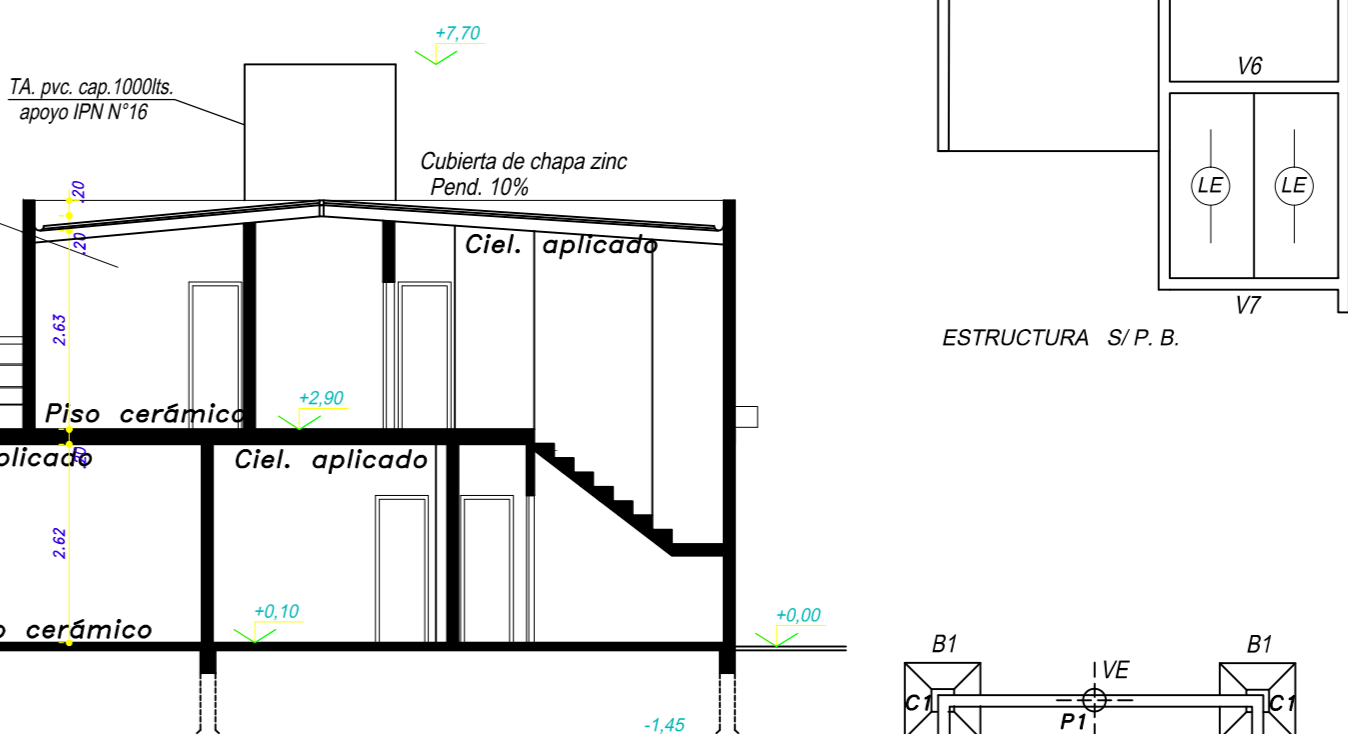 +7,70
TA. pvc. cap.1000lts.
apoyo IPN N°16
Cubierta de chapa zinc
Pend. 10%
.20
.20
Ciel. aplicado
2.63
+2,90
Piso cerámico
.20
Ciel. aplicado
2.62
+0,10
cerámico
+0,00
-1,45
V6
LE
LE
V7
ESTRUCTURA S/ P. B.
B1
B1
VE
C1
C1
P1